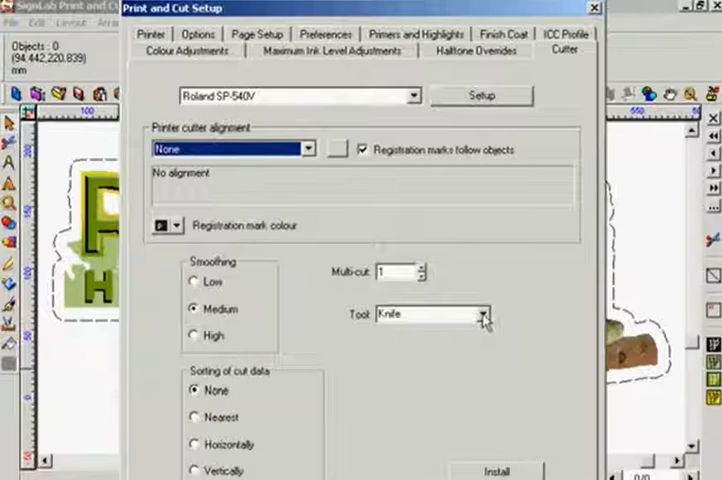 SignLab Print and Cut
Print and Cut Setup
File Edit Layout
Objects : 0
(94.442,220.839)
mm
Printer Options Page Setup Preferences Primers and Highlights Finish Coat ICC Profile
Colour Adjustments Maximum Ink Level Adjustments Halftone Overrides Cutter
Roland SP-540V Setup
100
Printer cutter alignment
None Registration marks follow objects
No alignment
Registration mark colour
Smoothing
Low
Medium
High
Multi-cut: 1
Tool: Knife
Sorting of cut data
None
Nearest
Horizontally
Vertically
Install
0/0
H